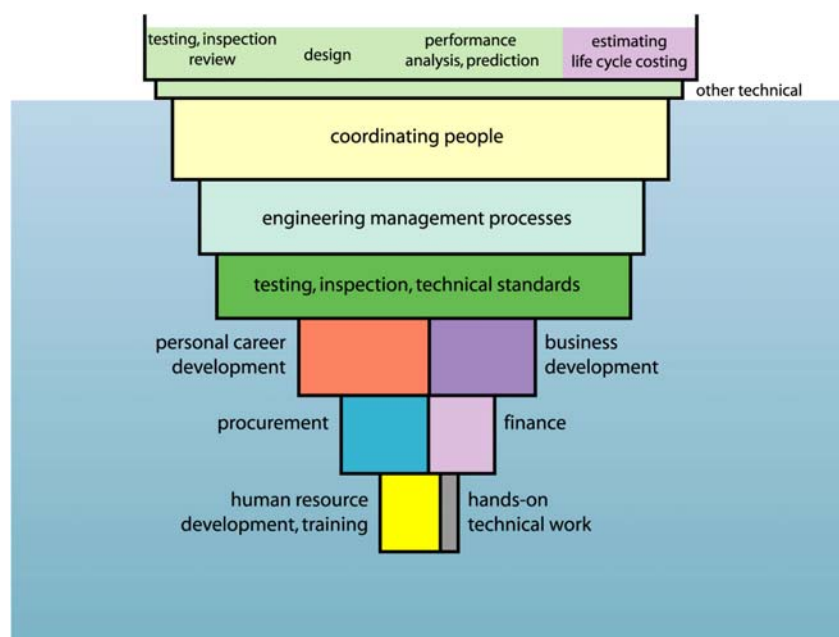 testing, inspection
review
design
performance
analysis, prediction
estimating
life cycle costing
other technical
coordinating people
engineering management processes
testing, inspection, technical standards
personal career
development
business
development
procurement
finance
human resource
development, training
hands-on
technical work